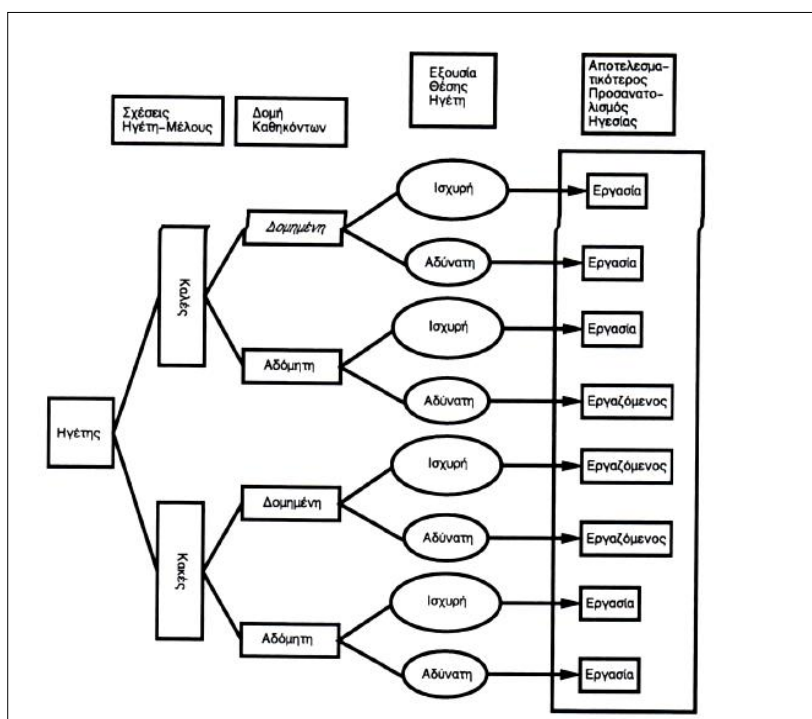 Σχέσεις
Ηγέτη-Μέλους
Δομή
Καθηκόντων
Εξουσία
Θέσης
Ηγέτη
Αποτελεσμα-
τικότερος
Προσανατο-
λισμός
Ηγεσίας
Ηγέτης
Καλές
Κακές
Δομημένη
Αδόμητη
Δομημένη
Αδόμητη
Ισχυρή
Εργασία
Αδύνατη
Εργασία
Ισχυρή
Εργασία
Αδύνατη
Εργαζόμενος
Ισχυρή
Εργαζόμενος
Αδύνατη
Εργαζόμενος
Ισχυρή
Εργασία
Αδύνατη
Εργασία